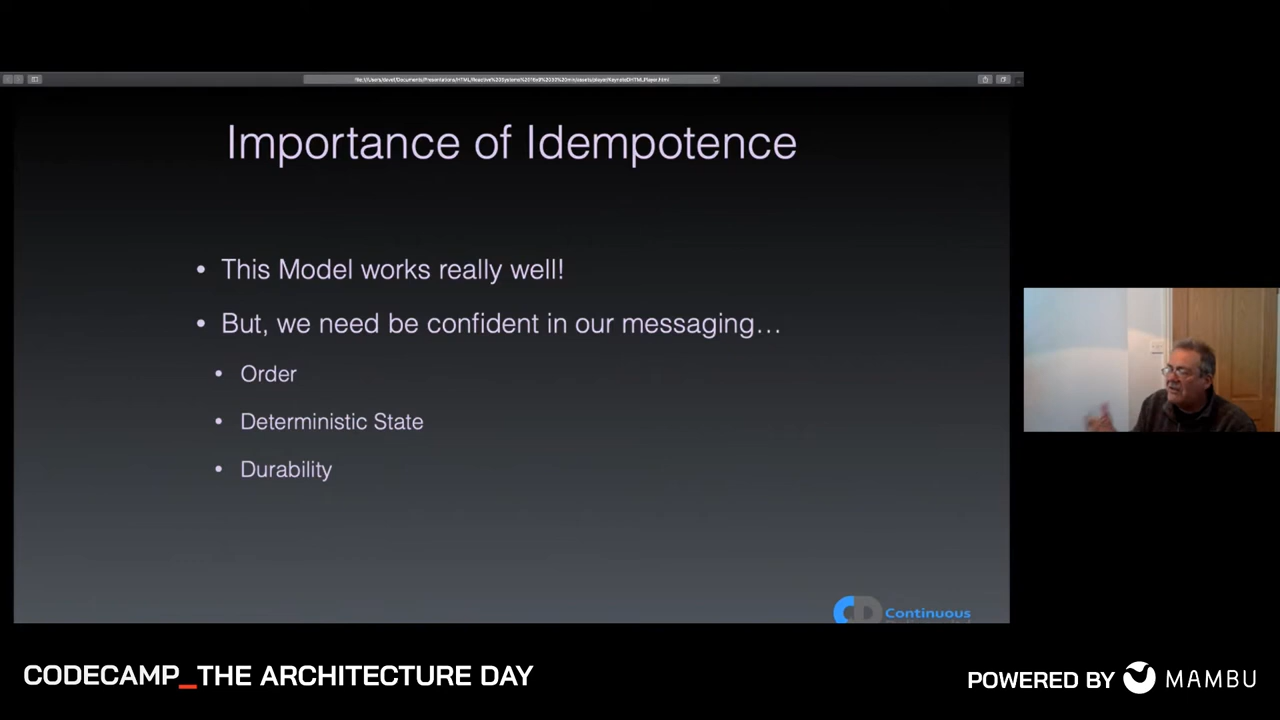 Importance of Idempotence
• This Model works really well!
• But, we need be confident in our messaging…
• Order
• Deterministic State
• Durability
Continuous
CODECAMP_THE ARCHITECTURE DAY
POWERED BY MAMBU